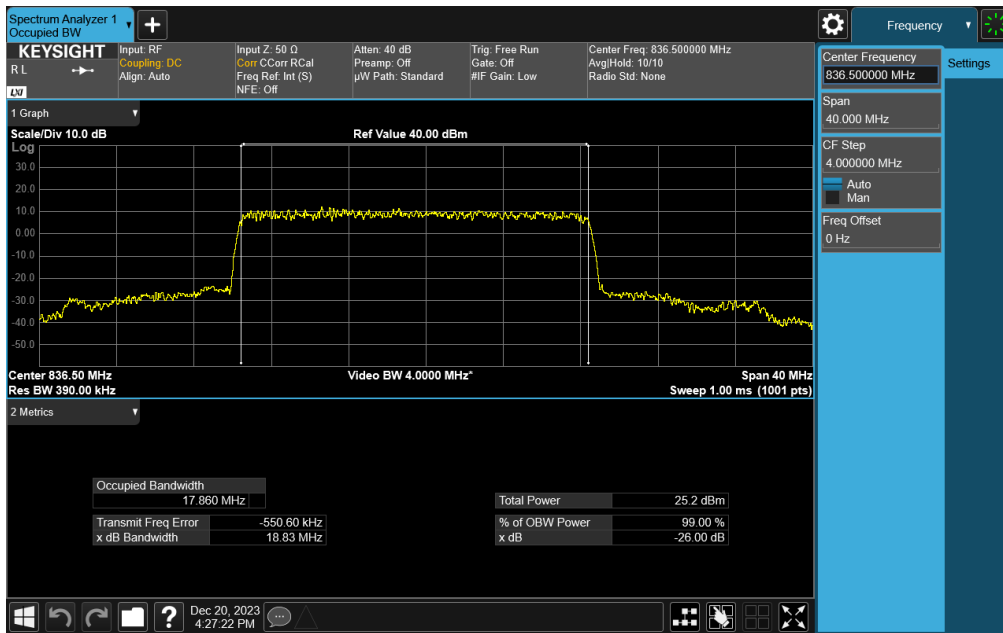 Spectrum Analyzer 1
Occupied BW
Frequency
KEYSIGHT
R L
LXI
Input: RF
Coupling: DC
Align: Auto
Input Z: 50 Ω
Corr CCorr RCal
Freq Ref: Int (S)
NFE: Off
Atten: 40 dB
Preamp: Off
µW Path: Standard
Trig: Free Run
Gate: Off
#IF Gain: Low
Center Freq: 836.500000 MHz
Avg|Hold: 10/10
Radio Std: None
Center Frequency
836.500000 MHz
Settings
Span
40.000 MHz
CF Step
4.000000 MHz
Auto
Man
Freq Offset
0 Hz
1 Graph
Scale/Div 10.0 dB
Ref Value 40.00 dBm
Log
30.0
20.0
10.0
0.00
-10.0
-20.0
-30.0
-40.0
-50.0
Center 836.50 MHz
Video BW 4.0000 MHz*
Span 40 MHz
Res BW 390.00 kHz
Sweep 1.00 ms (1001 pts)
2 Metrics
Occupied Bandwidth
17.860 MHz
Total Power 25.2 dBm
Transmit Freq Error -550.60 kHz
% of OBW Power 99.00 %
x dB Bandwidth 18.83 MHz
x dB -26.00 dB
?
Dec 20, 2023
4:27:22 PM